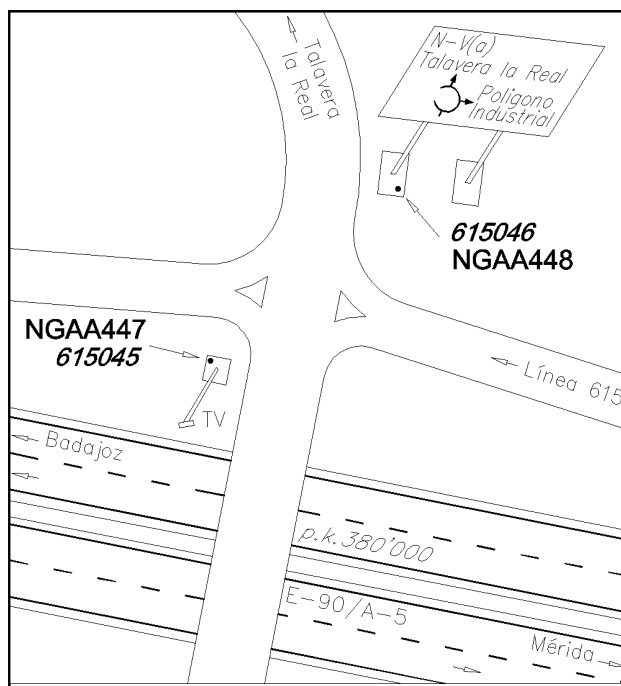 Talavera
la Real
N-V(a)
Talavera la Real
Poligono
Industrial
615046
NGAA448
NGAA447
615045
Línea 615
TV
Badajoz
p.k.380'000
E-90/A-5
Mérida